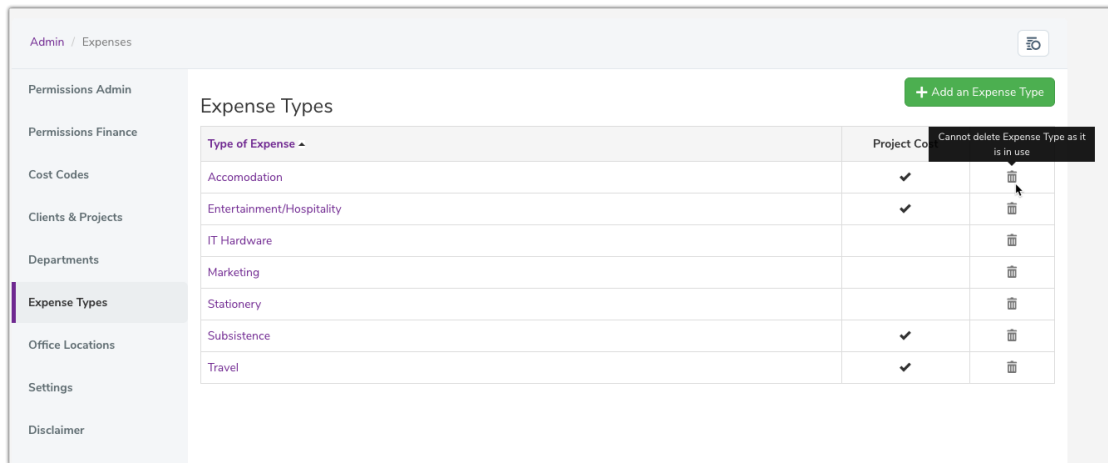 Admin / Expenses
Permissions Admin
Permissions Finance
Cost Codes
Clients & Projects
Departments
Expense Types
Office Locations
Settings
Disclaimer
Expense Types
+ Add an Expense Type
Type of Expense
Project
Cannot delete Expense Type as it
is in use
Accomodation
Entertainment/Hospitality
IT Hardware
Marketing
Stationery
Subsistence
Travel